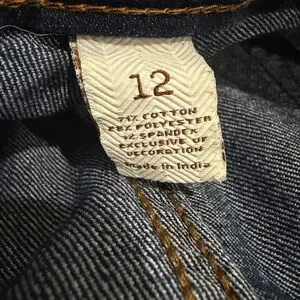 12
71% COTTON
28% POLYESTER
1% SPANDEX
EXCLUSIVE OF
DECORATION
made in India